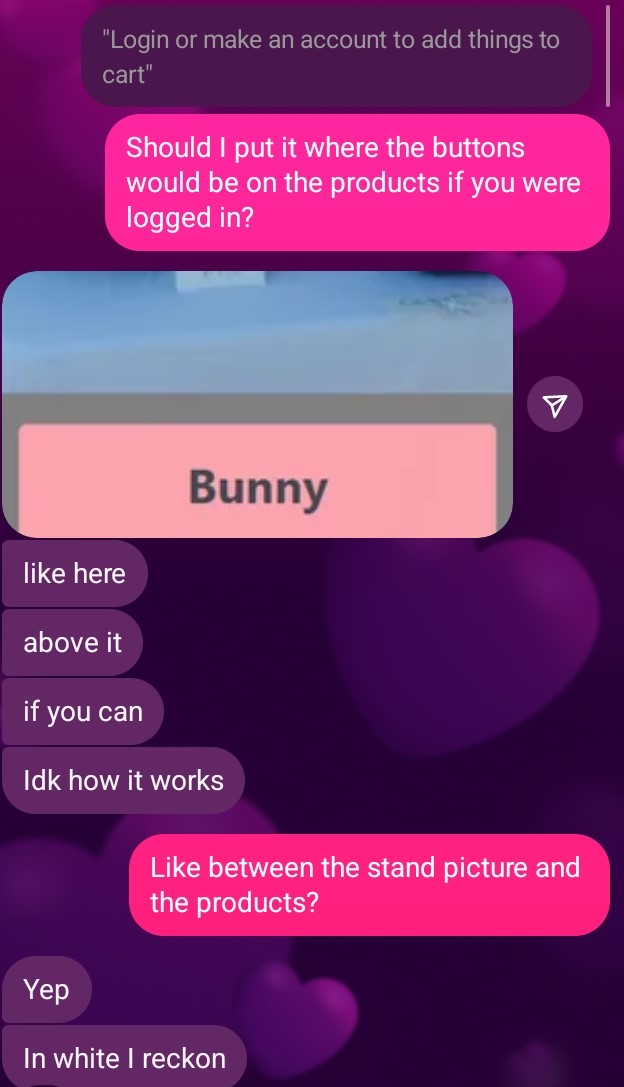 "Login or make an account to add things to
cart"
Should I put it where the buttons
would be on the products if you were
logged in?
Bunny
like here
above it
if you can
Idk how it works
Like between the stand picture and
the products?
Yep
In white I reckon